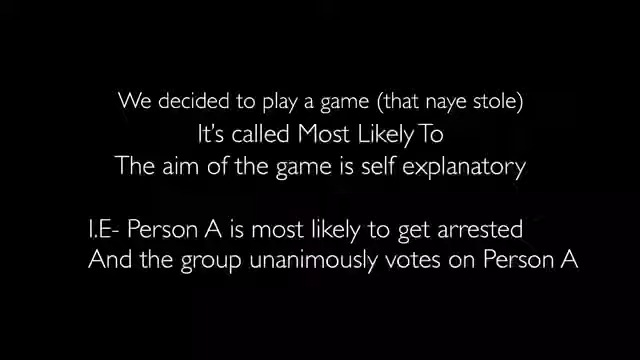 We decided to play a game (that naye stole)
It's called Most Likely To
The aim of the game is self explanatory
I.E- Person A is most likely to get arrested
And the group unanimously votes on Person A